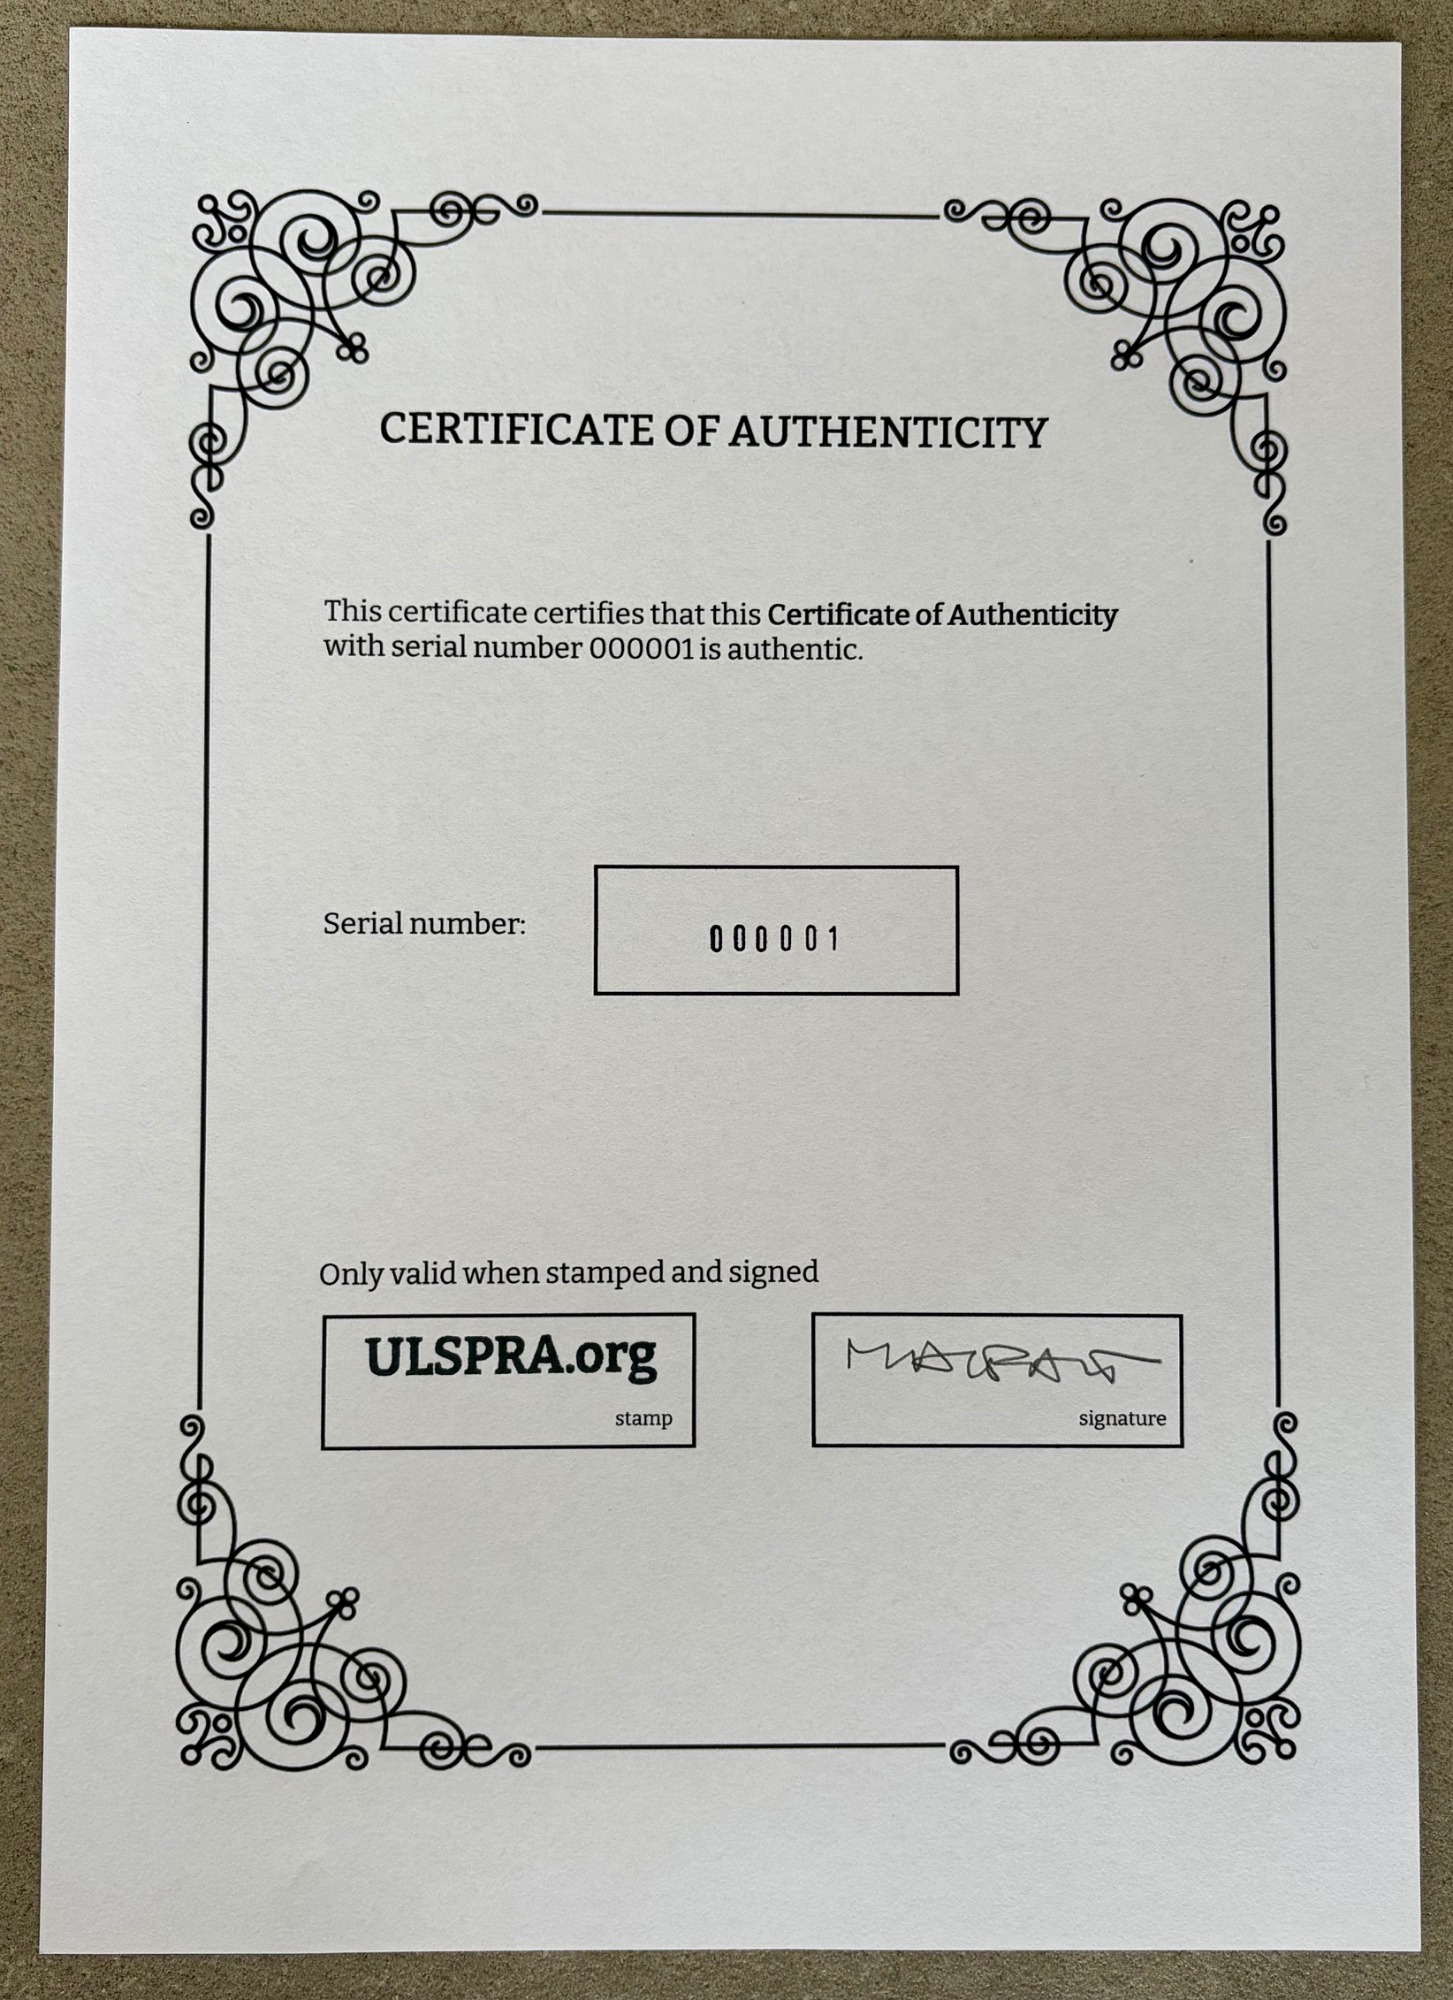 CERTIFICATE OF AUTHENTICITY
This certificate certifies that this Certificate of Authenticity
with serial number 000001 is authentic.
Serial number:
000001
Only valid when stamped and signed
ULSPRA.org
stamp
signature